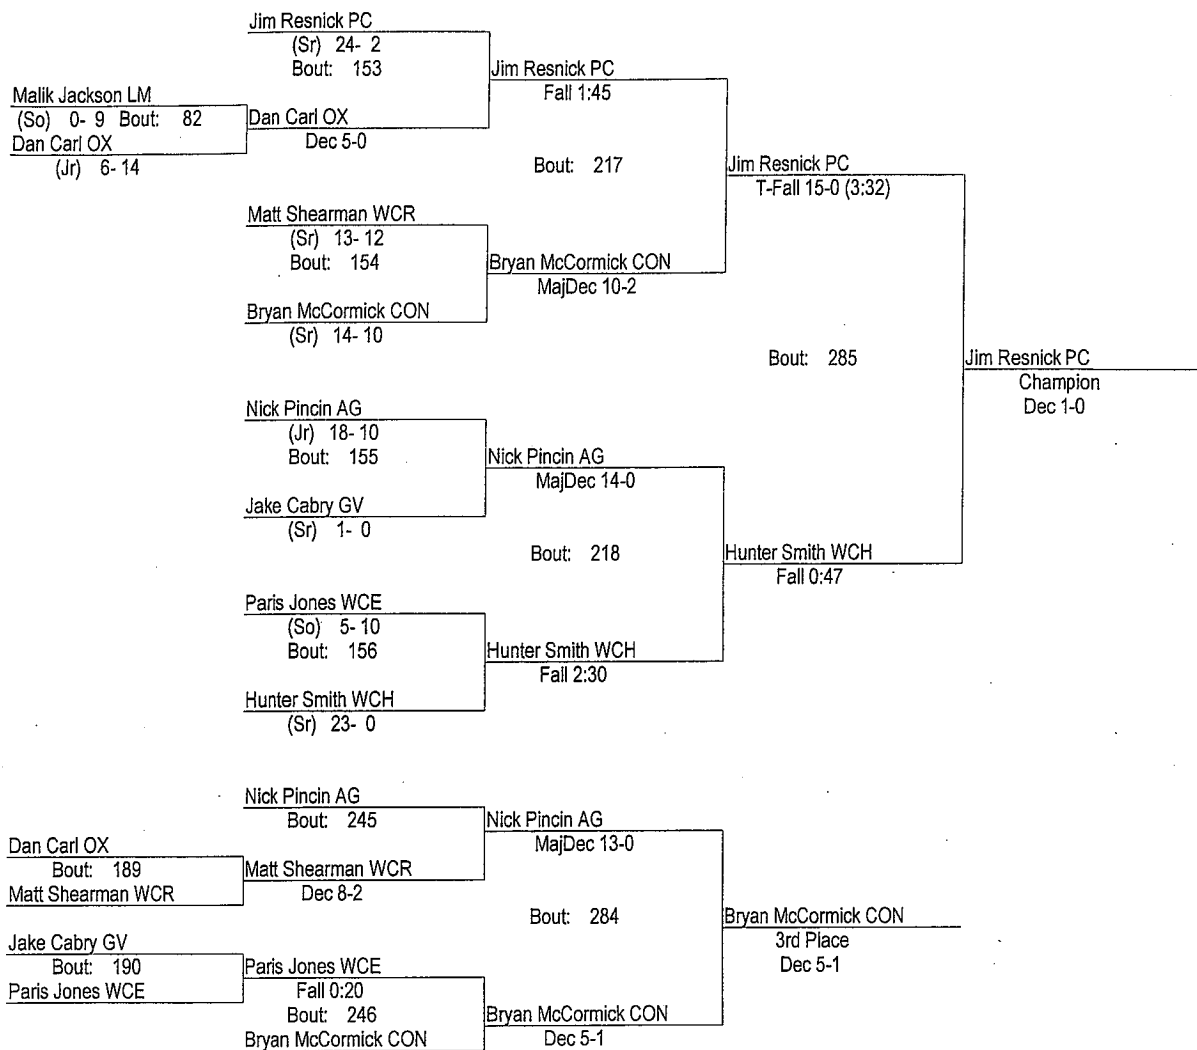 Jim Resnick PC
(Sr) 24- 2
Bout: 153
Jim Resnick PC
Fall 1:45
Malik Jackson LM
(So) 0- 9 Bout: 82
Dan Carl OX
(Jr) 6- 14
Dan Carl OX
Dec 5-0
Bout: 217
Jim Resnick PC
T-Fall 15-0 (3:32)
Matt Shearman WCR
(Sr) 13- 12
Bout: 154
Bryan McCormick CON
MajDec 10-2
Bryan McCormick CON
(Sr) 14- 10
Bout: 285
Jim Resnick PC
Champion
Dec 1-0
Nick Pincin AG
(Jr) 18- 10
Bout: 155
Nick Pincin AG
MajDec 14-0
Jake Cabry GV
(Sr) 1- 0
Bout: 218
Hunter Smith WCH
Fall 0:47
Paris Jones WCE
(So) 5- 10
Bout: 156
Hunter Smith WCH
Fall 2:30
Hunter Smith WCH
(Sr) 23- 0
Nick Pincin AG
Bout: 245
Nick Pincin AG
MajDec 13-0
Dan Carl OX
Bout: 189
Matt Shearman WCR
Matt Shearman WCR
Dec 8-2
Bout: 284
Bryan McCormick CON
3rd Place
Dec 5-1
Jake Cabry GV
Bout: 190
Paris Jones WCE
Paris Jones WCE
Fall 0:20
Bout: 246
Bryan McCormick CON
Bryan McCormick CON
Dec 5-1